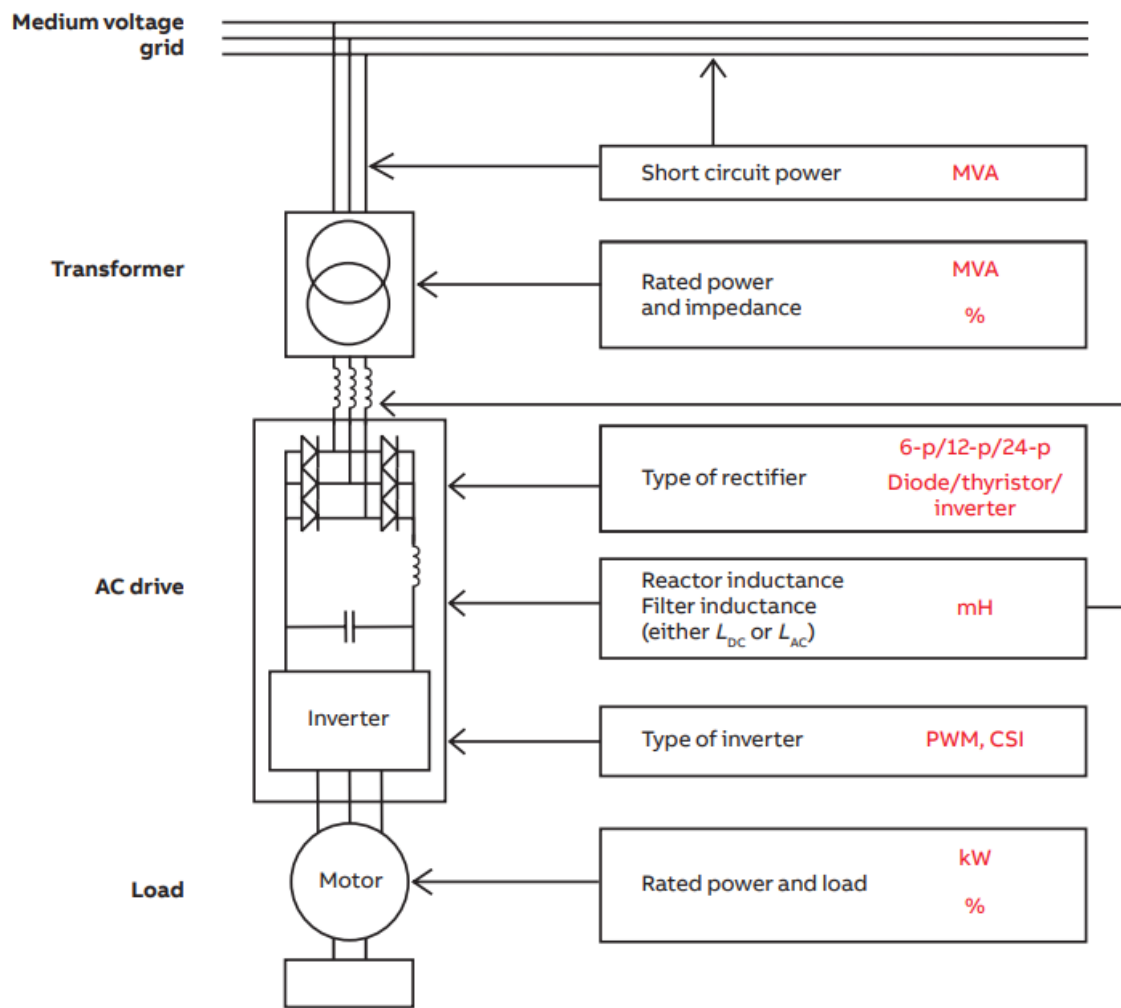 Medium voltage
grid
Short circuit power MVA
Transformer
Rated power
and impedance
MVA
%
Type of rectifier
6-p/12-p/24-p
Diode/thyristor/
inverter
AC drive
Reactor inductance
Filter inductance
(either L_DC or L_AC)
mH
Inverter
Type of inverter PWM, CSI
Load
Motor
Rated power and load
kW
%